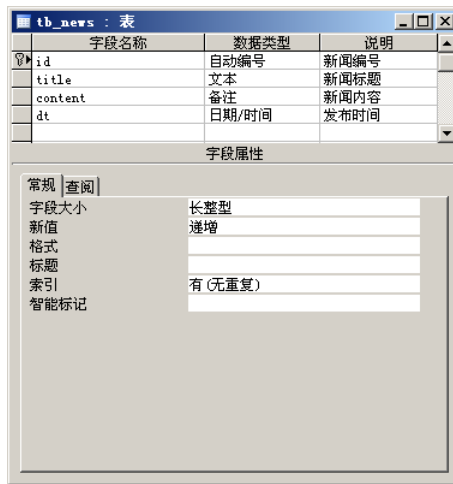 tb_news : 表
字段名称 数据类型 说明
id 自动编号 新闻编号
title 文本 新闻标题
content 备注 新闻内容
dt 日期/时间 发布时间
字段属性
常规 查阅
字段大小 长整型
新值 递增
格式
标题
索引 有(无重复)
智能标记